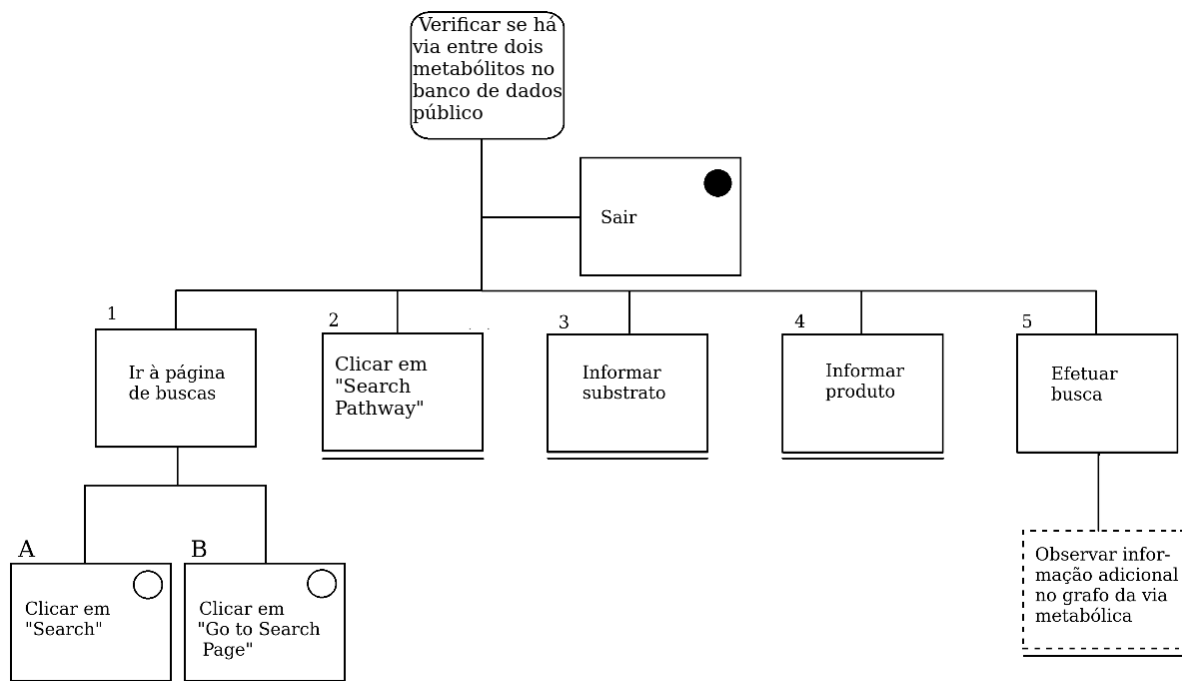 Verificar se há
via entre dois
metabólitos no
banco de dados
público
Sair
1
Ir à página
de buscas
2
Clicar em
"Search
Pathway"
3
Informar
substrato
4
Informar
produto
5
Efetuar
busca
A
Clicar em
"Search"
B
Clicar em
"Go to Search
Page"
Observar infor-
mação adicional
no grafo da via
metabólica